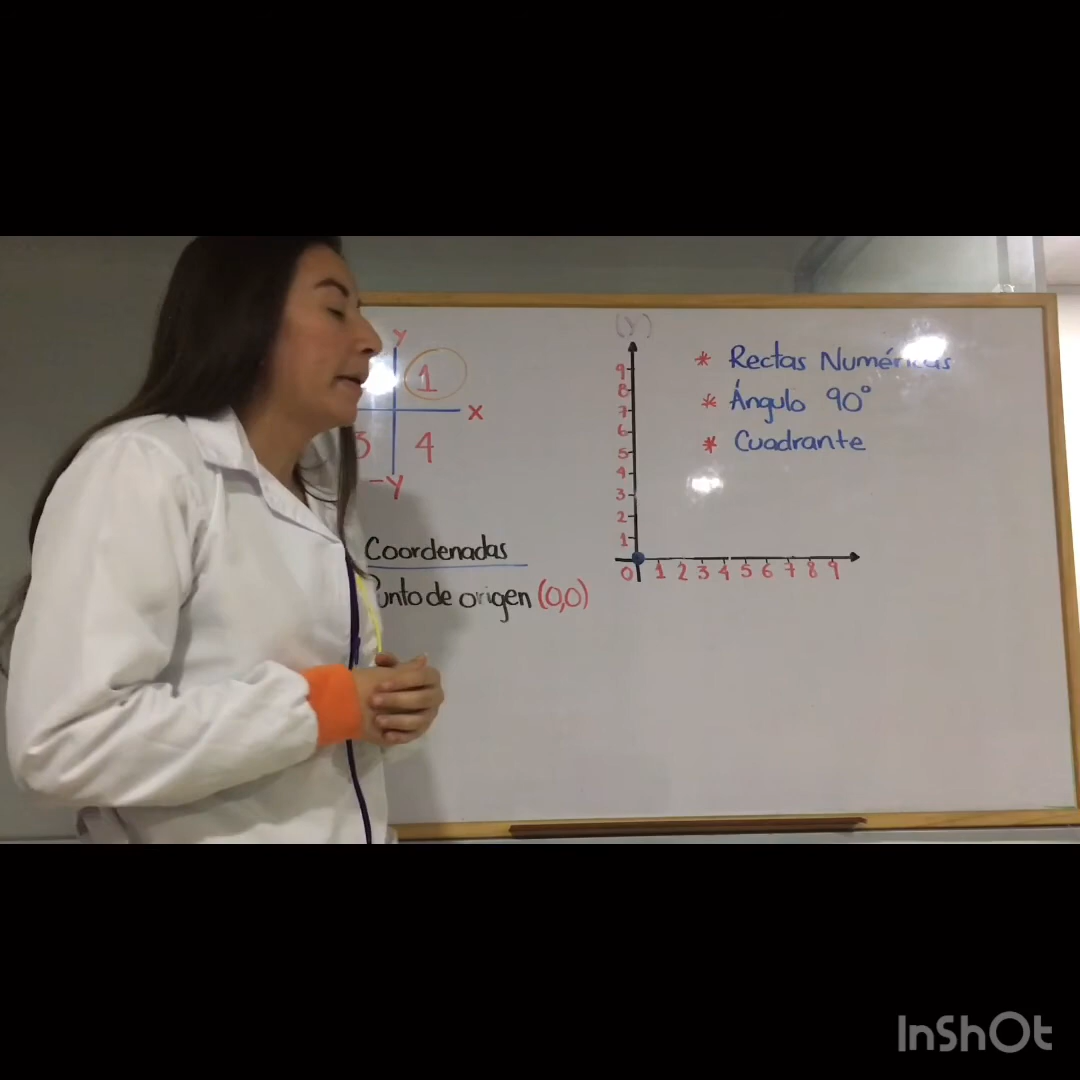 y
1
x
4
-y
Coordenadas
Punto de origen (0,0)
(y)
9
8
7
6
5
4
3
2
1
0 1 2 3 4 5 6 7 8 9
* Rectas Numéricas
* Ángulo 90°
* Cuadrante
InShOt